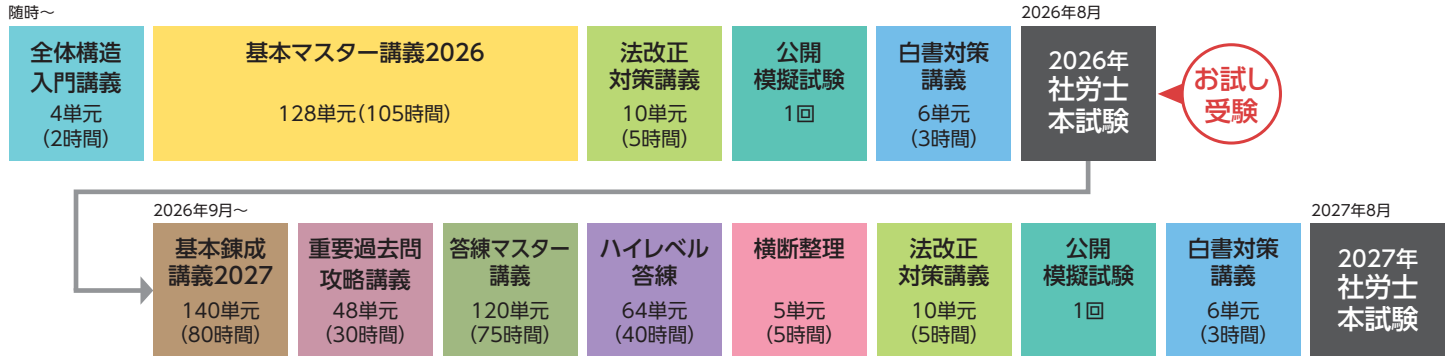 随時～
全体構造
入門講義
4単元
(2時間)
基本マスター講義2026
128単元(105時間)
法改正
対策講義
10単元
(5時間)
公開
模擬試験
1回
白書対策
講義
6単元
(3時間)
2026年8月
2026年
社労士
本試験
お試し
受験
2026年9月～
基本錬成
講義2027
140単元
(80時間)
重要過去問
攻略講義
48単元
(30時間)
答練マスター
講義
120単元
(75時間)
ハイレベル
答練
64単元
(40時間)
横断整理
5単元
(5時間)
法改正
対策講義
10単元
(5時間)
公開
模擬試験
1回
白書対策
講義
6単元
(3時間)
2027年8月
2027年
社労士
本試験